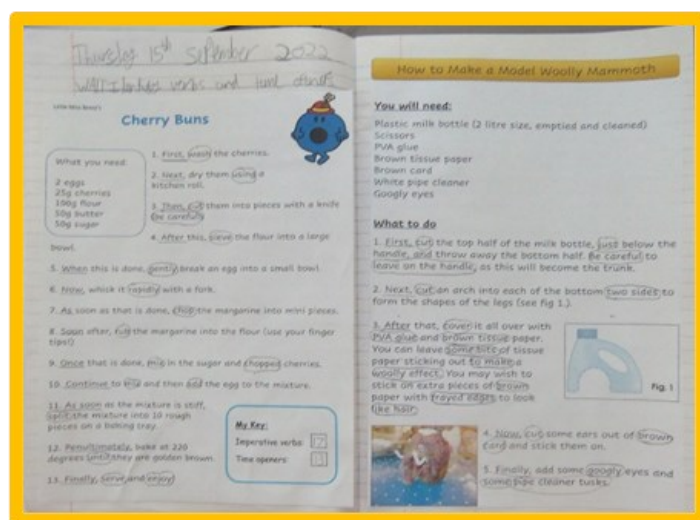 Thursday 15th September 2022
verbs and
Little Miss Bossy's
Cherry Buns
What you need:
2 eggs
25g cherries
100g flour
50g butter
50g sugar
1. First, wash the cherries.
2. Next, dry them using a
kitchen roll.
3. Then, cut them into pieces with a knife
(be careful)
4. After this, sieve the flour into a large
bowl.
5. When this is done, gently break an egg into a small bowl.
6. Now, whisk it rapidly with a fork.
7. As soon as that is done, chop the margarine into mini pieces.
8. Soon after, rub the margarine into the flour (use your finger
tips!)
9. Once that is done, mix in the sugar and chopped cherries.
10. Continue to mix and then add the egg to the mixture.
11. As soon as the mixture is stiff,
split the mixture into 10 rough
pieces on a baking tray.
12. Penultimately, bake at 220
degrees until they are golden brown.
13. Finally, serve and enjoy!
My Key:
Imperative verbs:
Time openers:
How to Make a Model Woolly Mammoth
You will need:
Plastic milk bottle (2 litre size, emptied and cleaned)
Scissors
PVA glue
Brown tissue paper
Brown card
White pipe cleaner
Googly eyes
What to do
1. First, cut the top half of the milk bottle, just below the
handle, and throw away the bottom half. Be careful to
leave on the handle, as this will become the trunk.
2. Next, cut an arch into each of the bottom two sides to
form the shapes of the legs (see fig 1.).
3. After that, cover it all over with
PVA glue and brown tissue paper.
You can leave some bits of tissue
paper sticking out to make a
woolly effect. You may wish to
stick on extra pieces of brown
paper with frayed edges to look
like hair.
Fig. 1
4. Now, cut some ears out of brown
card and stick them on.
5. Finally, add some googly eyes and
some pipe cleaner tusks.